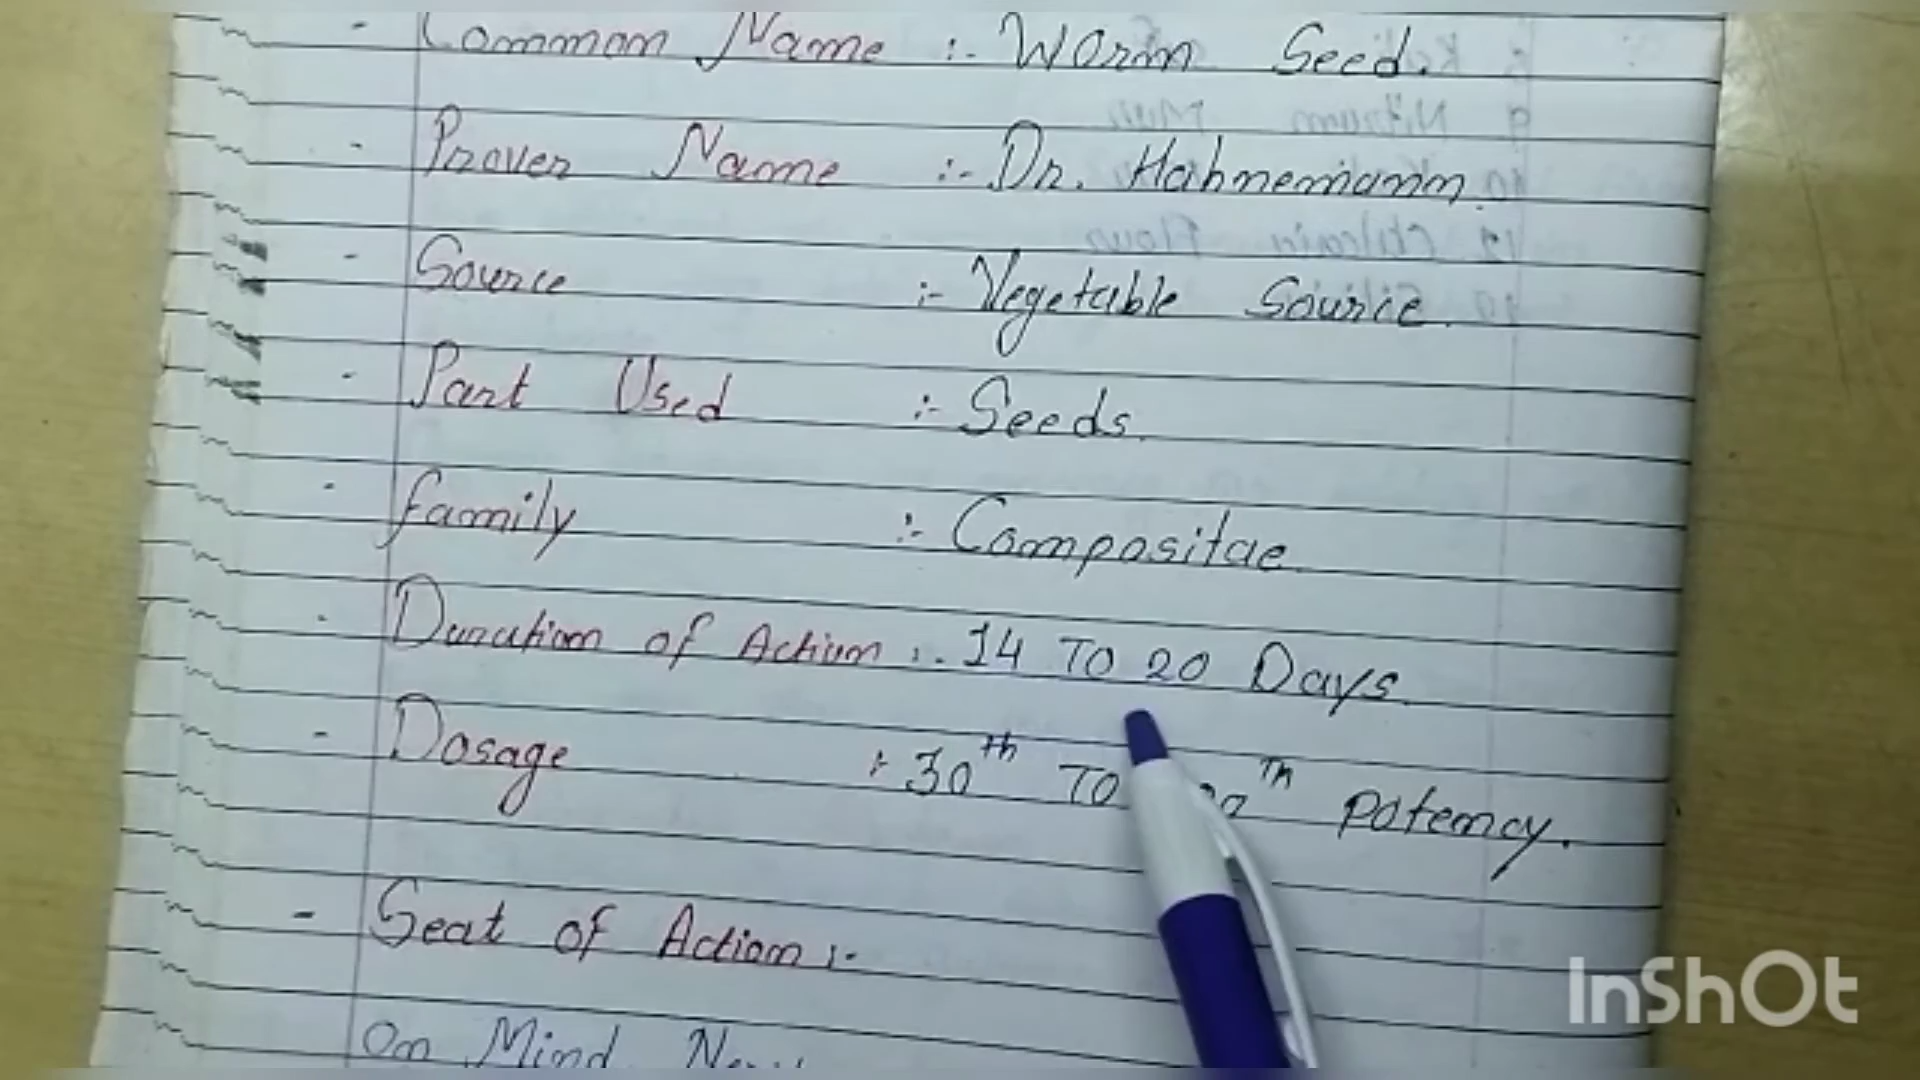 - Common Name :- Worm Seed.
- Prover Name :- Dr. Hahnemann.
- Source :- Vegetable Source.
- Part Used :- Seeds.
- family :- Compositae.
- Duration of Action :- 14 TO 20 Days.
- Dosage :- 30th TO Th Potency.
- Seat of Action :-
On Mind,
InShOt